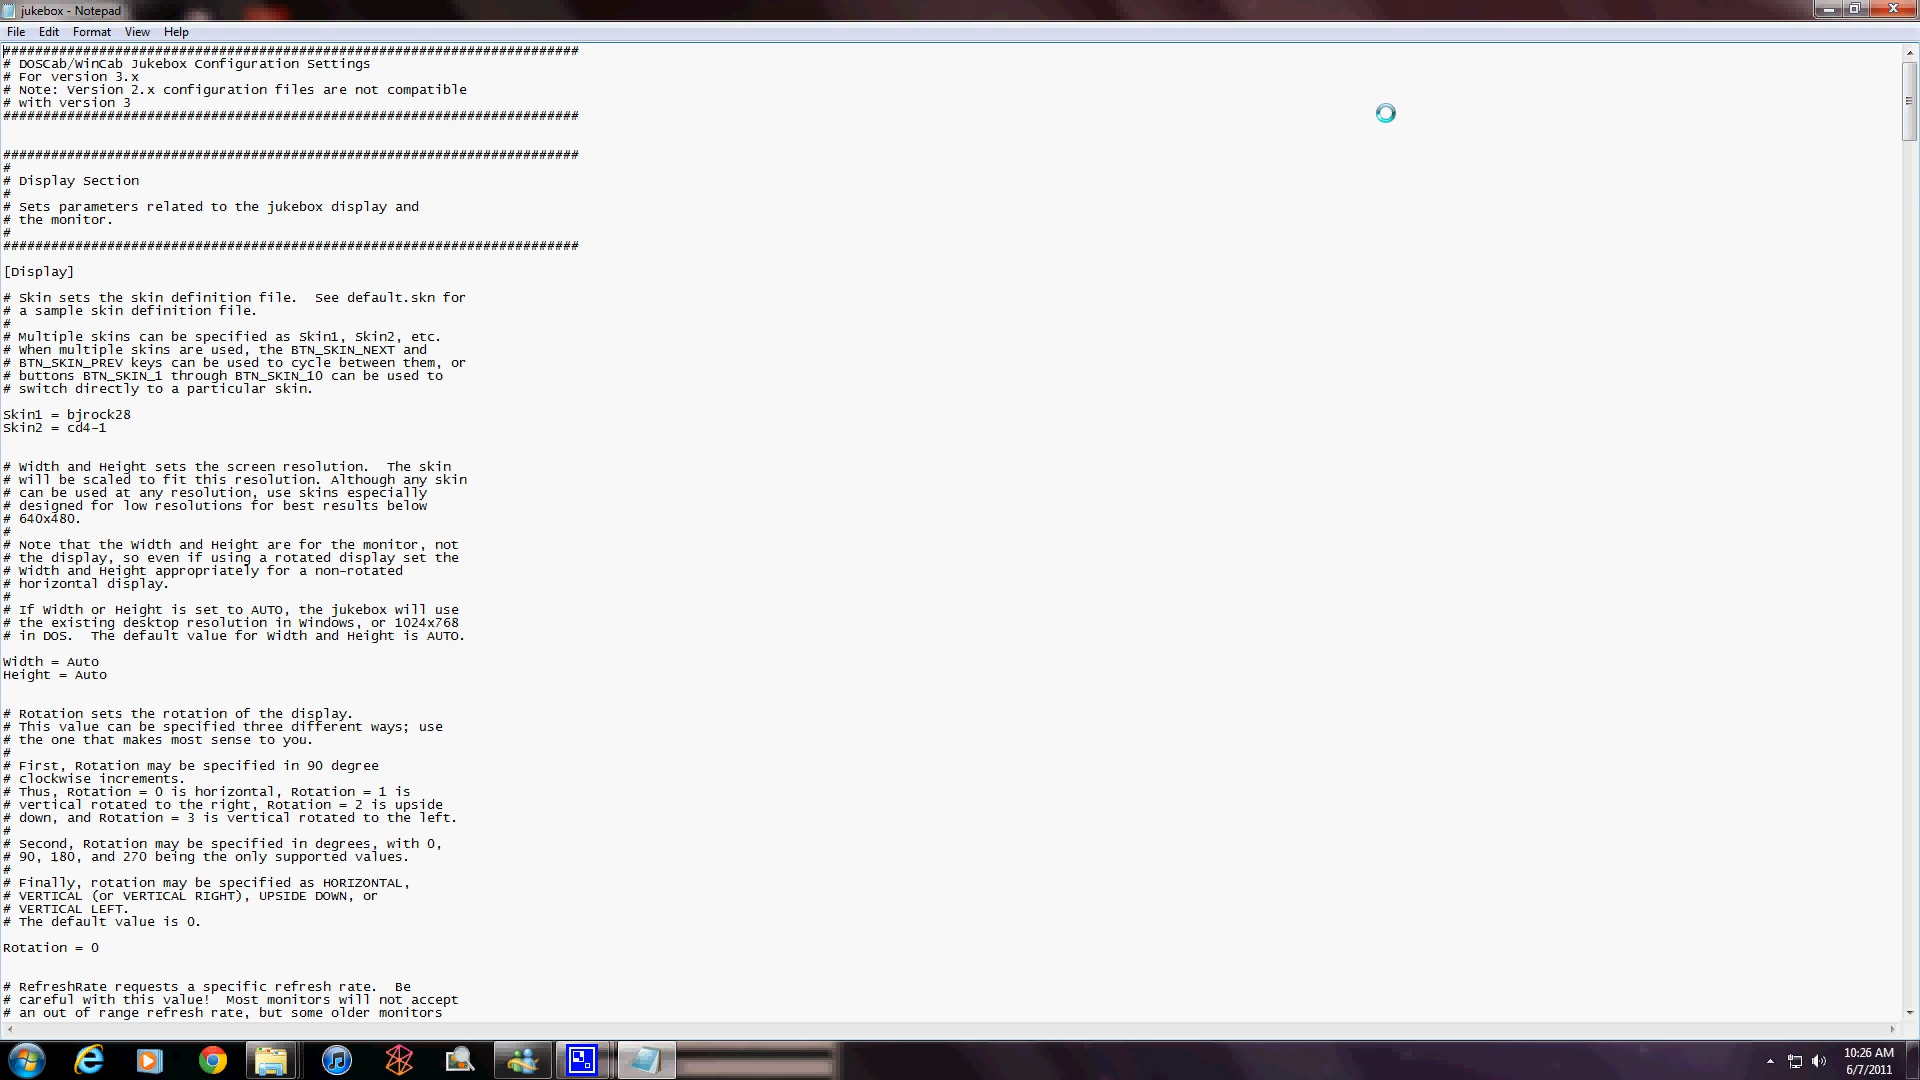 jukebox - Notepad
File Edit Format View Help
########################################################################
# DOSCab/WinCab Jukebox Configuration Settings
# For version 3.x
# Note: Version 2.x configuration files are not compatible
# with version 3
########################################################################
########################################################################
#
# Display Section
#
# Sets parameters related to the jukebox display and
# the monitor.
#
########################################################################
[Display]
# Skin sets the skin definition file.  See default.skn for
# a sample skin definition file.
#
# Multiple skins can be specified as Skin1, Skin2, etc.
# When multiple skins are used, the BTN_SKIN_NEXT and
# BTN_SKIN_PREV keys can be used to cycle between them, or
# buttons BTN_SKIN_1 through BTN_SKIN_10 can be used to
# switch directly to a particular skin.
Skin1 = bjrock28
Skin2 = cd4-1
# Width and Height sets the screen resolution.  The skin
# will be scaled to fit this resolution. Although any skin
# can be used at any resolution, use skins especially
# designed for low resolutions for best results below
# 640x480.
#
# Note that the Width and Height are for the monitor, not
# the display, so even if using a rotated display set the
# Width and Height appropriately for a non-rotated
# horizontal display.
#
# If Width or Height is set to AUTO, the jukebox will use
# the existing desktop resolution in Windows, or 1024x768
# in DOS.  The default value for Width and Height is AUTO.
Width = Auto
Height = Auto
# Rotation sets the rotation of the display.
# This value can be specified three different ways; use
# the one that makes most sense to you.
#
# First, Rotation may be specified in 90 degree
# clockwise increments.
# Thus, Rotation = 0 is horizontal, Rotation = 1 is
# vertical rotated to the right, Rotation = 2 is upside
# down, and Rotation = 3 is vertical rotated to the left.
#
# Second, Rotation may be specified in degrees, with 0,
# 90, 180, and 270 being the only supported values.
#
# Finally, rotation may be specified as HORIZONTAL,
# VERTICAL (or VERTICAL RIGHT), UPSIDE DOWN, or
# VERTICAL LEFT.
# The default value is 0.
Rotation = 0
# RefreshRate requests a specific refresh rate.  Be
# careful with this value!  Most monitors will not accept
# an out of range refresh rate, but some older monitors
10:26 AM
6/7/2011